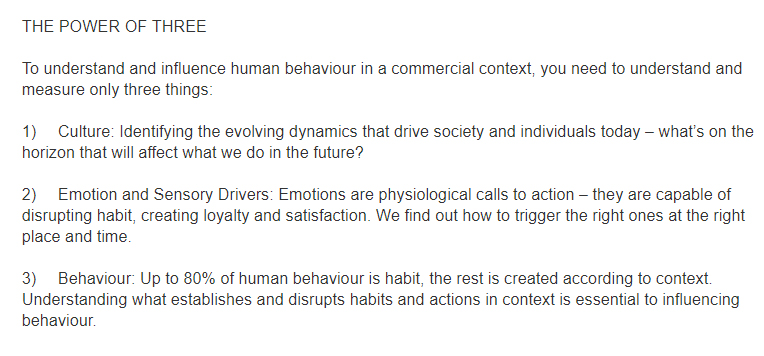 THE POWER OF THREE
To understand and influence human behaviour in a commercial context, you need to understand and
measure only three things:
1) Culture: Identifying the evolving dynamics that drive society and individuals today – what's on the
horizon that will affect what we do in the future?
2) Emotion and Sensory Drivers: Emotions are physiological calls to action – they are capable of
disrupting habit, creating loyalty and satisfaction. We find out how to trigger the right ones at the right
place and time.
3) Behaviour: Up to 80% of human behaviour is habit, the rest is created according to context.
Understanding what establishes and disrupts habits and actions in context is essential to influencing
behaviour.